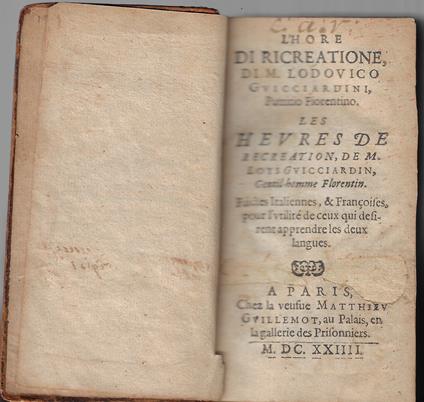 L'HORE
DI RICREATIONE,
DI M. LODOVICO
GVICCIARDINI,
Patritio Fiorentino.
LES
HEVRES DE
RECREATION, DE M.
LOYS GVICCIARDIN,
Gentil-homme Florentin.
Faictes Italiennes, & Françoises,
pour l'vtilité de ceux qui desi-
rent apprendre les deux
langues.
A PARIS,
Chez la veufue MATTHIEV
GVILLEMOT, au Palais, en
la gallerie des Prisonniers.
M. DC. XXIIII.